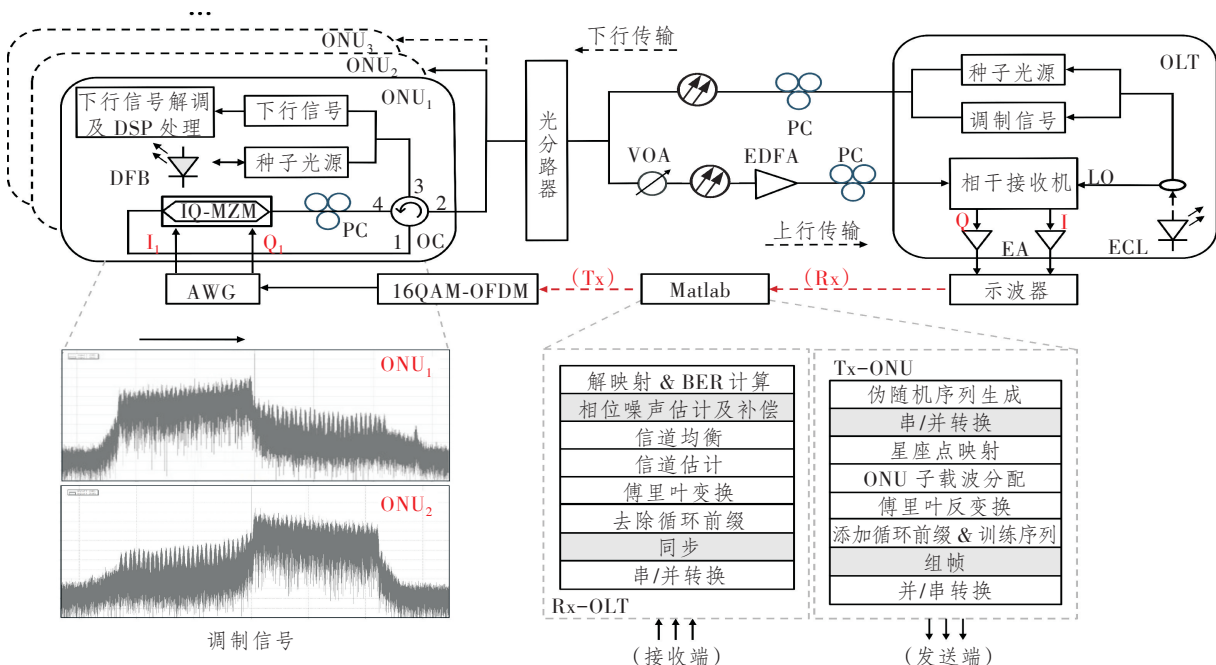 ...
ONU3
ONU2
ONU1
下行信号解调
及 DSP 处理
下行信号
种子光源
DFB
IQ-MZM
PC
4
3
2
1
OC
I1
Q1
AWG
16QAM-OFDM
(Tx)
Matlab
(Rx)
示波器
光分路器
下行传输
PC
VOA
EDFA
PC
上行传输
OLT
种子光源
调制信号
相干接收机
LO
Q
I
EA
ECL
ONU1
ONU2
调制信号
解映射 & BER 计算
相位噪声估计及补偿
信道均衡
信道估计
傅里叶变换
去除循环前缀
同步
串/并转换
Rx-OLT
(接收端)
Tx-ONU
伪随机序列生成
串/并转换
星座点映射
ONU 子载波分配
傅里叶反变换
添加循环前缀 & 训练序列
组帧
并/串转换
(发送端)